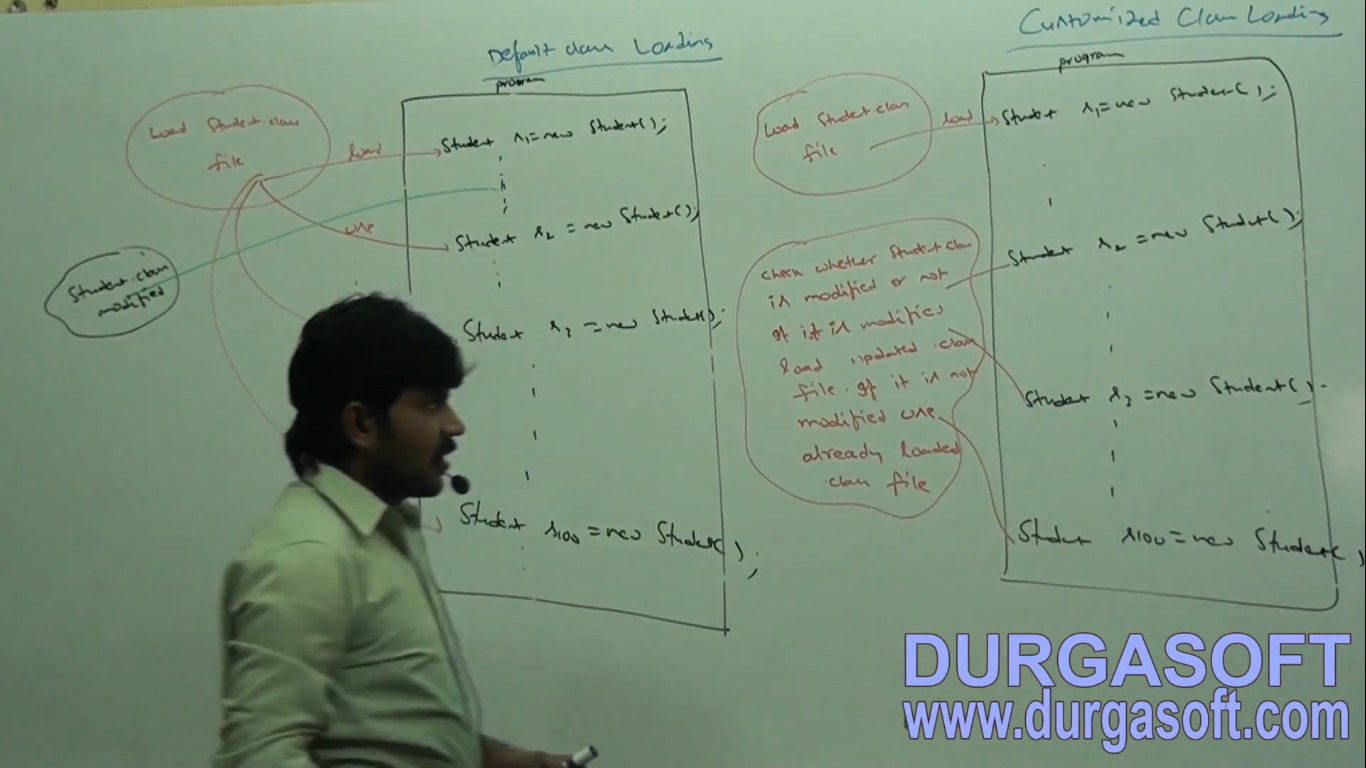 Default class Loading
program
Load Student.class
file
load
Student s1=new Student();
use
Student s2 = new Student();
Student.class
modified
Student s3 = new Student();
Student s100 = new Student();
Customized Class Loading
program
Load Student.class
file
load
Student s1=new Student();
Student s2 = new Student();
check whether Student.class
is modified or not
if it is modified
load updated .class
file. if it is not
modified use
already loaded
.class file
Student s3 = new Student()
Student s100 = new Student()
DURGASOFT
www.durgasoft.com